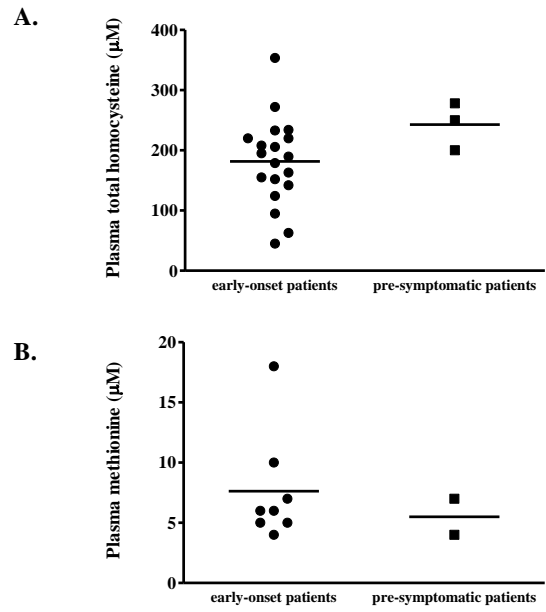 A.
Plasma total homocysteine (µM)
400
300
200
100
0
early-onset patients pre-symptomatic patients
B.
Plasma methionine (µM)
20
15
10
5
0
early-onset patients pre-symptomatic patients